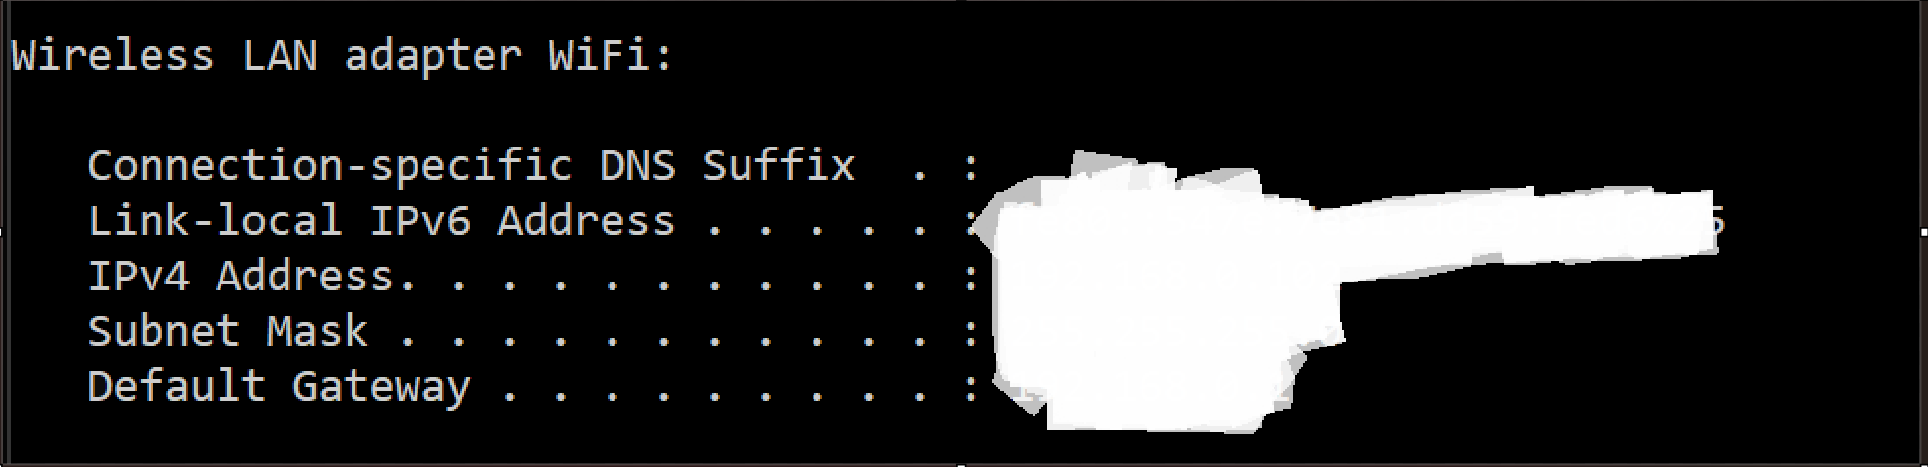 Wireless LAN adapter WiFi:
Connection-specific DNS Suffix  . :
Link-local IPv6 Address . . . . . :
IPv4 Address. . . . . . . . . . . :
Subnet Mask . . . . . . . . . . . :
Default Gateway . . . . . . . . . :